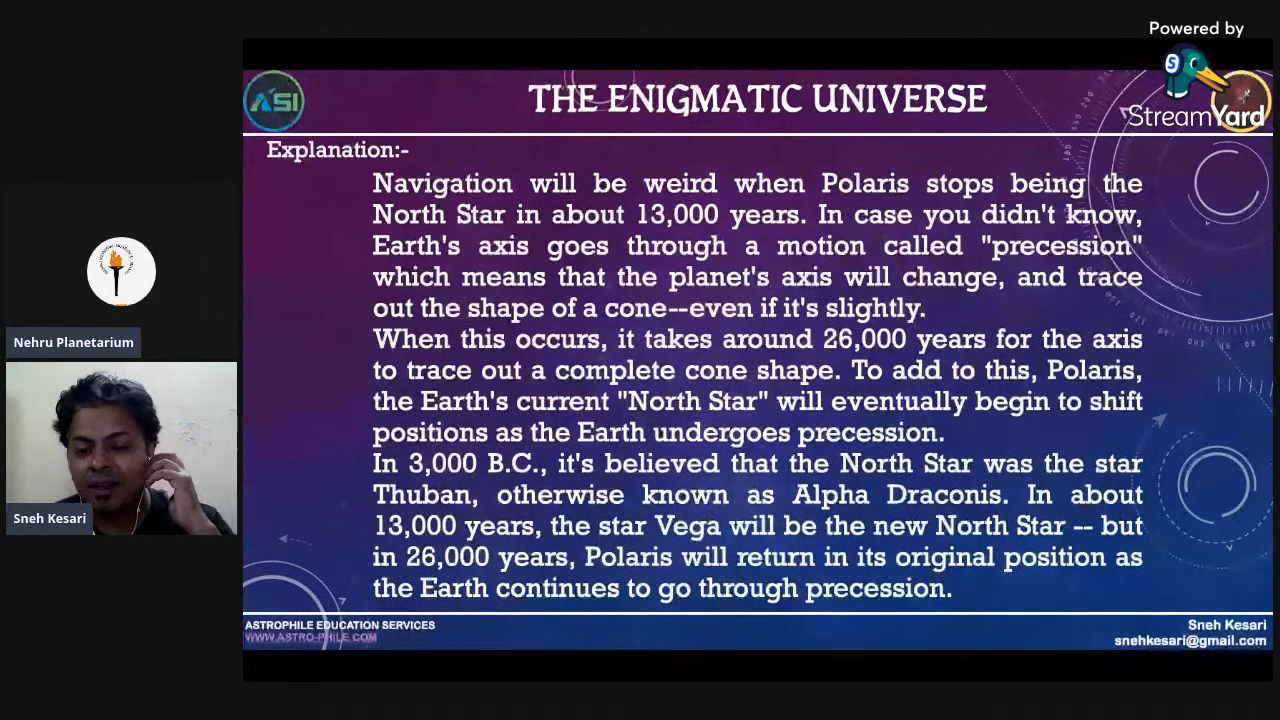 Powered by
StreamYard
ASI
THE ENIGMATIC UNIVERSE
Explanation:-
Navigation will be weird when Polaris stops being the
North Star in about 13,000 years. In case you didn't know,
Earth's axis goes through a motion called "precession"
which means that the planet's axis will change, and trace
out the shape of a cone--even if it's slightly.
When this occurs, it takes around 26,000 years for the axis
to trace out a complete cone shape. To add to this, Polaris,
the Earth's current "North Star" will eventually begin to shift
positions as the Earth undergoes precession.
In 3,000 B.C., it's believed that the North Star was the star
Thuban, otherwise known as Alpha Draconis. In about
13,000 years, the star Vega will be the new North Star -- but
in 26,000 years, Polaris will return in its original position as
the Earth continues to go through precession.
Nehru Planetarium
Sneh Kesari
ASTROPHILE EDUCATION SERVICES
WWW.ASTRO-PHILE.COM
Sneh Kesari
snehkesari@gmail.com